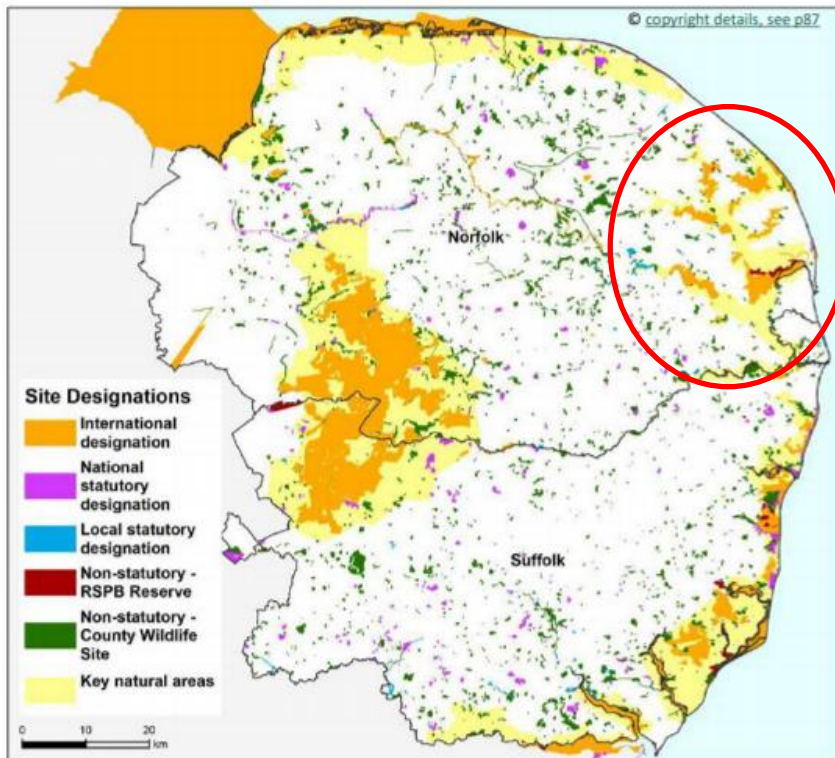 © copyright details, see p87
Norfolk
Suffolk
Site Designations
International
designation
National
statutory
designation
Local statutory
designation
Non-statutory -
RSPB Reserve
Non-statutory -
County Wildlife
Site
Key natural areas
0 10 20
km